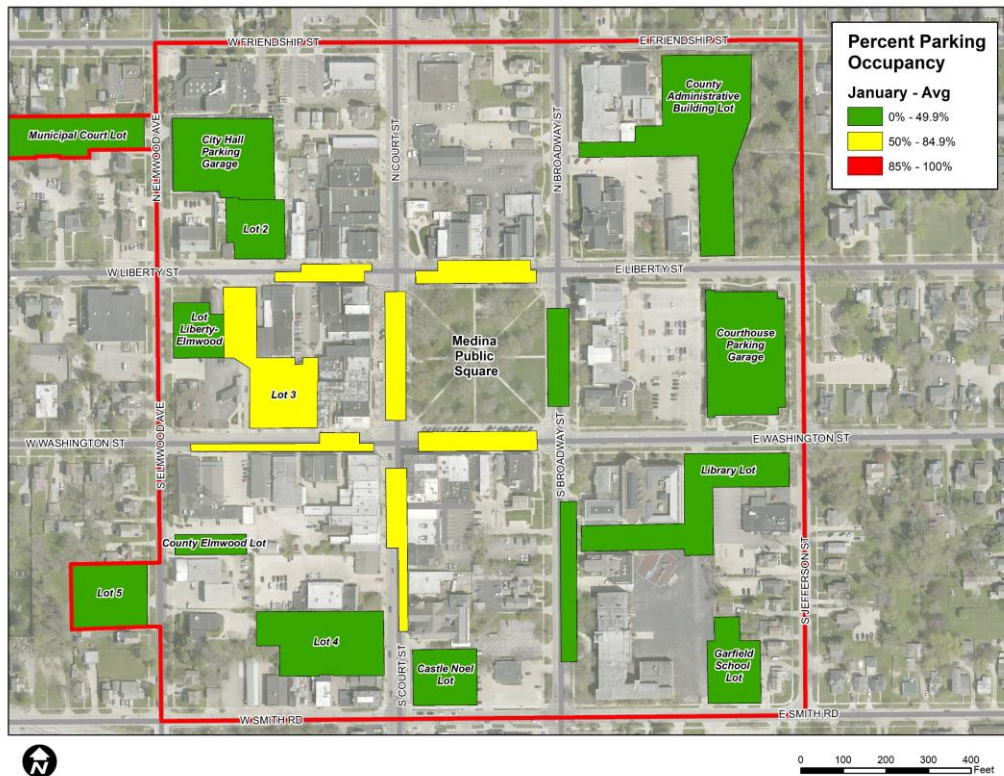 W FRIENDSHIP ST
E FRIENDSHIP ST
Percent Parking
Occupancy
January - Avg
0% - 49.9%
50% - 84.9%
85% - 100%
County
Administrative
Building Lot
Municipal Court Lot
N ELMWOOD AVE
City Hall
Parking
Garage
N COURT ST
N BROADWAY ST
Lot 2
W LIBERTY ST
E LIBERTY ST
Lot
Liberty-
Elmwood
Medina
Public
Square
Courthouse
Parking
Garage
Lot 3
S ELMWOOD AVE
S BROADWAY ST
W WASHINGTON ST
E WASHINGTON ST
Library Lot
County Elmwood Lot
Lot 5
S JEFFERSON ST
Lot 4
S COURT ST
Castle Noel
Lot
Garfield
School
Lot
W SMITH RD
E SMITH RD
N
0 100 200 300 400
Feet